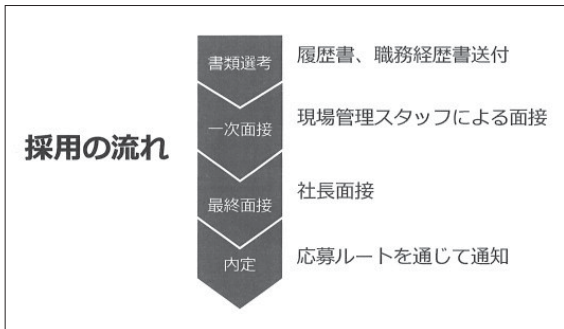 採用の流れ
書類選考
履歴書、職務経歴書送付
一次面接
現場管理スタッフによる面接
最終面接
社長面接
内定
応募ルートを通じて通知